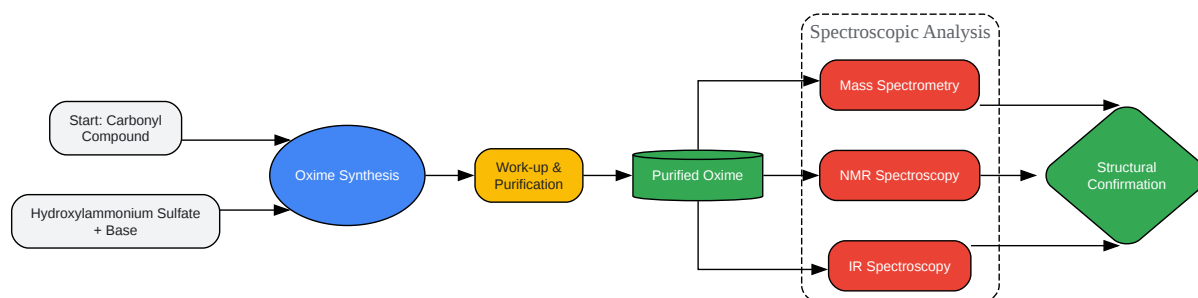 Spectroscopic Analysis
Start: Carbonyl
Compound
Hydroxylammonium Sulfate
+ Base
Oxime Synthesis
Work-up &
Purification
Purified Oxime
Mass Spectrometry
NMR Spectroscopy
IR Spectroscopy
Structural
Confirmation